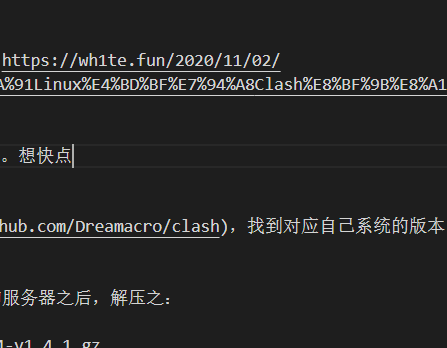 https://wh1te.fun/2020/11/02/
%91Linux%E4%BD%BF%E7%94%A8Clash%E8%BF%9B%E8%A1
。想快点
hub.com/Dreamacro/clash)，找到对应自己系统的版本
服务器之后，解压之：
-v1.4.1.gz